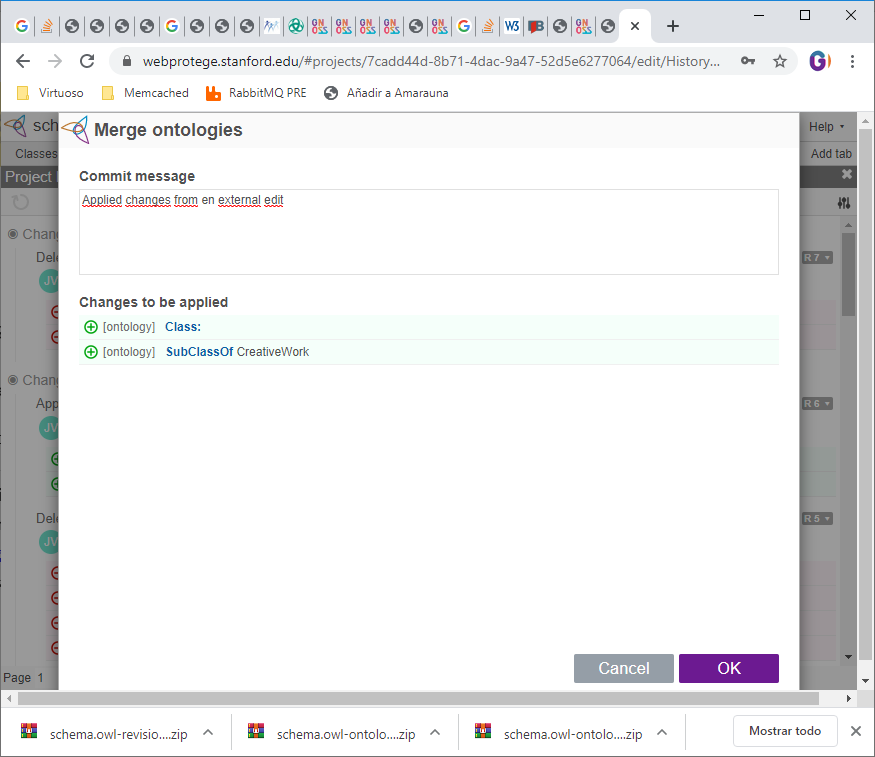 webprotege.stanford.edu/#projects/7cadd44d-8b71-4dac-9a47-52d5e6277064/edit/History...
Virtuoso Memcached RabbitMQ PRE Añadir a Amarauna
sch Help
Merge ontologies
Classes Add tab
Project
Commit message
Applied changes from en external edit
Chang
Dele R 7
JV
Changes to be applied
[ontology] Class:
[ontology] SubClassOf CreativeWork
Chang
App R 6
JV
Dele R 5
JV
Cancel OK
Page 1
schema.owl-revisio....zip schema.owl-ontolo....zip schema.owl-ontolo....zip Mostrar todo